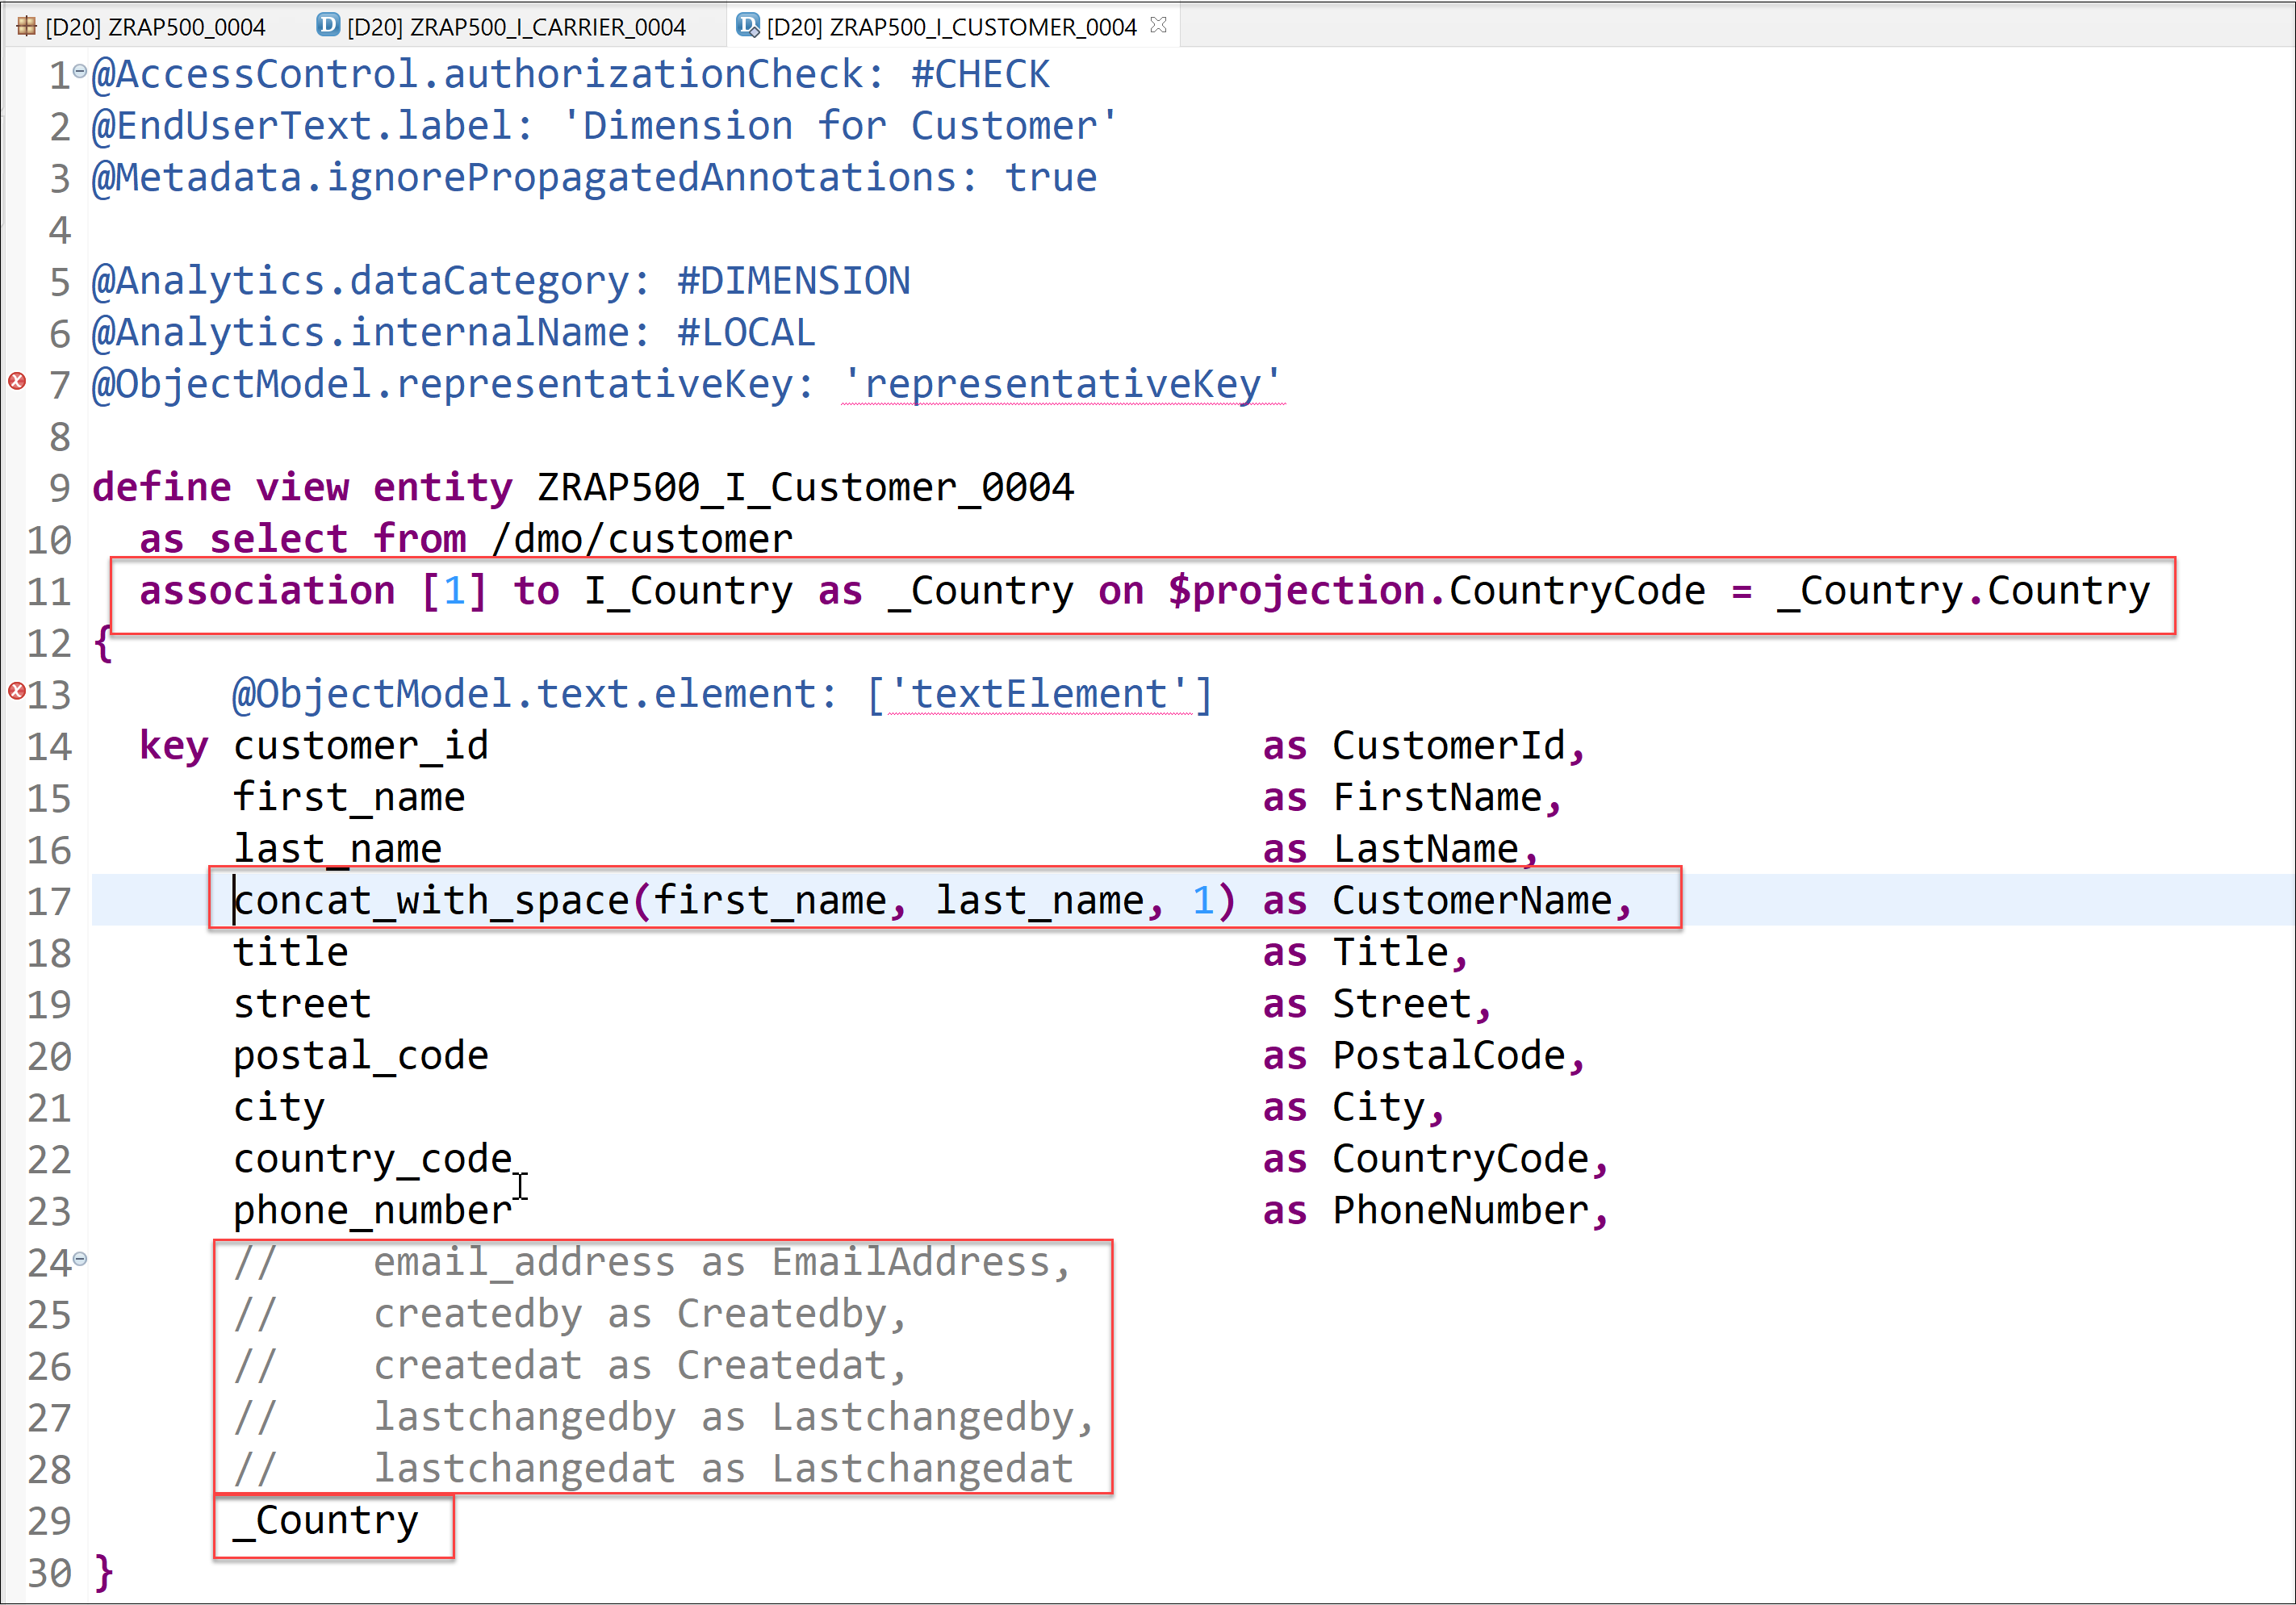 [D20] ZRAP500_0004 [D20] ZRAP500_I_CARRIER_0004 [D20] ZRAP500_I_CUSTOMER_0004
1 @AccessControl.authorizationCheck: #CHECK
2 @EndUserText.label: 'Dimension for Customer'
3 @Metadata.ignorePropagatedAnnotations: true
4
5 @Analytics.dataCategory: #DIMENSION
6 @Analytics.internalName: #LOCAL
7 @ObjectModel.representativeKey: 'representativeKey'
8
9 define view entity ZRAP500_I_Customer_0004
10 as select from /dmo/customer
11 association [1] to I_Country as _Country on $projection.CountryCode = _Country.Country
12 {
13 @ObjectModel.text.element: ['textElement']
14 key customer_id as CustomerId,
15 first_name as FirstName,
16 last_name as LastName,
17 concat_with_space(first_name, last_name, 1) as CustomerName,
18 title as Title,
19 street as Street,
20 postal_code as PostalCode,
21 city as City,
22 country_code as CountryCode,
23 phone_number as PhoneNumber,
24 // email_address as EmailAddress,
25 // createdby as Createdby,
26 // createdat as Createdat,
27 // lastchangedby as Lastchangedby,
28 // lastchangedat as Lastchangedat
29 _Country
30 }